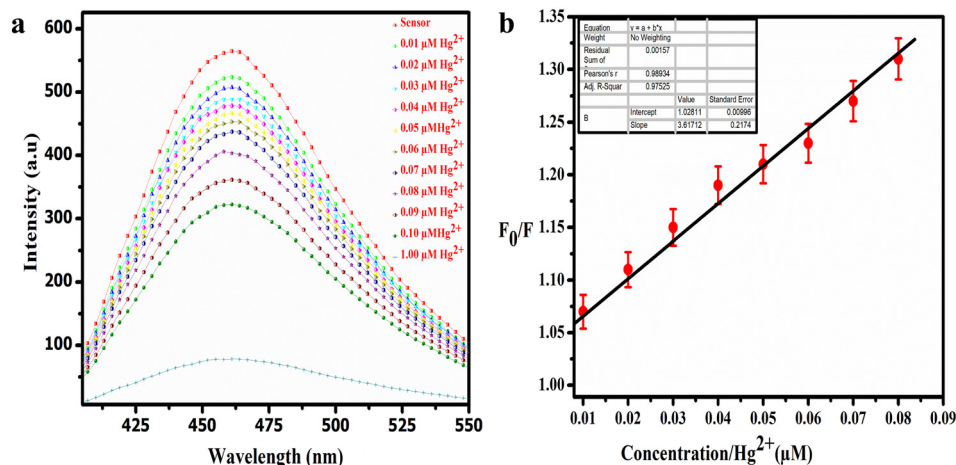 a
600
500
400
300
200
100
Intensity (a.u)
425
450
475
500
525
550
Wavelength (nm)
Sensor
0.01 µM Hg2+
0.02 µM Hg2+
0.03 µM Hg2+
0.04 µM Hg2+
0.05 µMHg2+
0.06 µM Hg2+
0.07 µM Hg2+
0.08 µM Hg2+
0.09 µM Hg2+
0.10 µMHg2+
1.00 µM Hg2+
b
1.35
1.30
1.25
1.20
1.15
1.10
1.05
1.00
F0/F
Equation y = a + b*x
Weight No Weighting
Residual 0.00157
Sum of
Pearson's r 0.98934
Adj. R-Squar 0.97525
Value Standard Error
B Intercept 1.02811 0.00996
Slope 3.61712 0.2174
0.01 0.02 0.03 0.04 0.05 0.06 0.07 0.08 0.09
Concentration/Hg2+(µM)